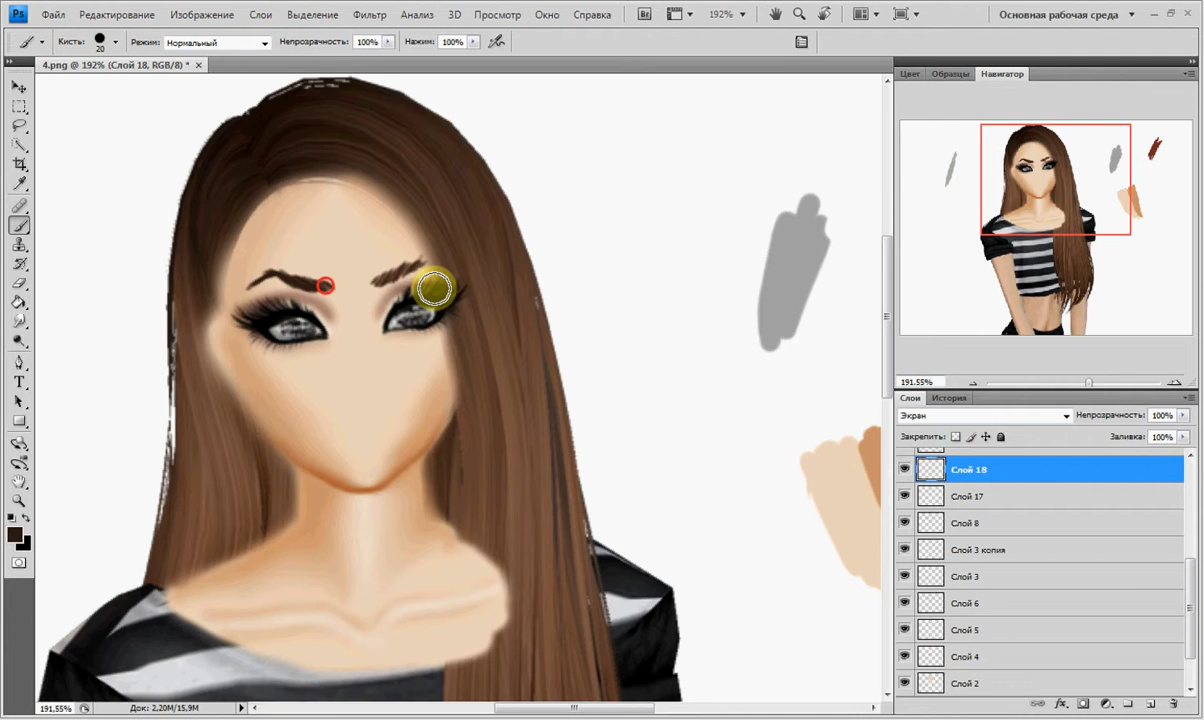 Ps Файл Редактирование Изображение Слои Выделение Фильтр Анализ 3D Просмотр Окно Справка Br 192% Основная рабочая среда
Кисть: 20 Режим: Нормальный Непрозрачность: 100% Нажим: 100%
4.png @ 192% (Слой 18, RGB/8) *
Цвет Образцы Навигатор
191.55%
Слои История
Экран Непрозрачность: 100%
Закрепить: Заливка: 100%
Слой 18
Слой 17
Слой 8
Слой 3 копия
Слой 3
Слой 6
Слой 5
Слой 4
Слой 2
191,55% Док: 2,20M/15,9M